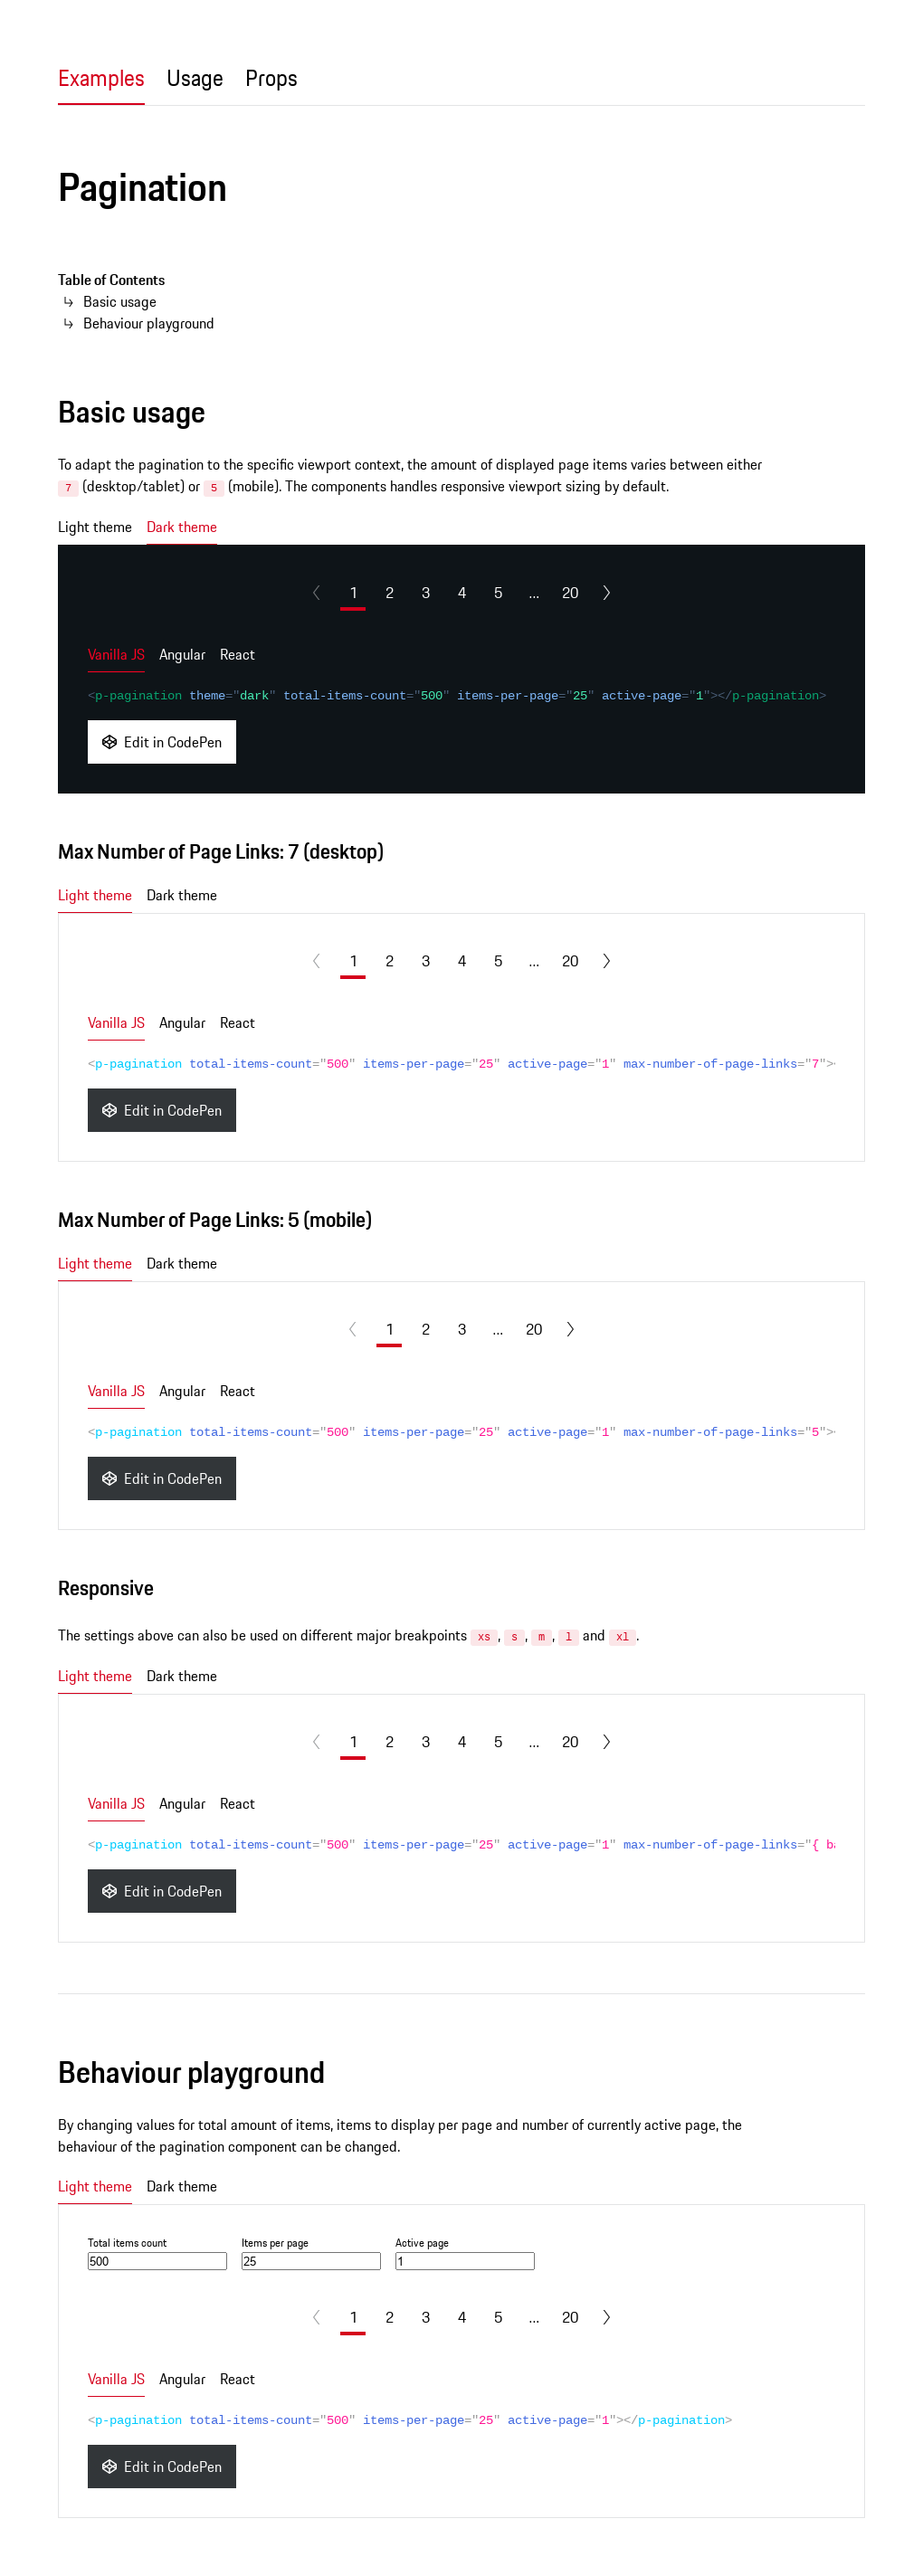 Examples Usage Props
Pagination
Table of Contents
↳ Basic usage
↳ Behaviour playground
Basic usage
To adapt the pagination to the specific viewport context, the amount of displayed page items varies between either
7 (desktop/tablet) or 5 (mobile). The components handles responsive viewport sizing by default.
Light theme Dark theme
1 2 3 4 5 ... 20
Vanilla JS Angular React
<p-pagination theme="dark" total-items-count="500" items-per-page="25" active-page="1"></p-pagination>
Edit in CodePen
Max Number of Page Links: 7 (desktop)
Light theme Dark theme
1 2 3 4 5 ... 20
Vanilla JS Angular React
<p-pagination total-items-count="500" items-per-page="25" active-page="1" max-number-of-page-links="7">
Edit in CodePen
Max Number of Page Links: 5 (mobile)
Light theme Dark theme
1 2 3 ... 20
Vanilla JS Angular React
<p-pagination total-items-count="500" items-per-page="25" active-page="1" max-number-of-page-links="5">
Edit in CodePen
Responsive
The settings above can also be used on different major breakpoints xs, s, m, l and xl.
Light theme Dark theme
1 2 3 4 5 ... 20
Vanilla JS Angular React
<p-pagination total-items-count="500" items-per-page="25" active-page="1" max-number-of-page-links="{
Edit in CodePen
Behaviour playground
By changing values for total amount of items, items to display per page and number of currently active page, the
behaviour of the pagination component can be changed.
Light theme Dark theme
Total items count Items per page Active page
500 25 1
1 2 3 4 5 ... 20
Vanilla JS Angular React
<p-pagination total-items-count="500" items-per-page="25" active-page="1"></p-pagination>
Edit in CodePen